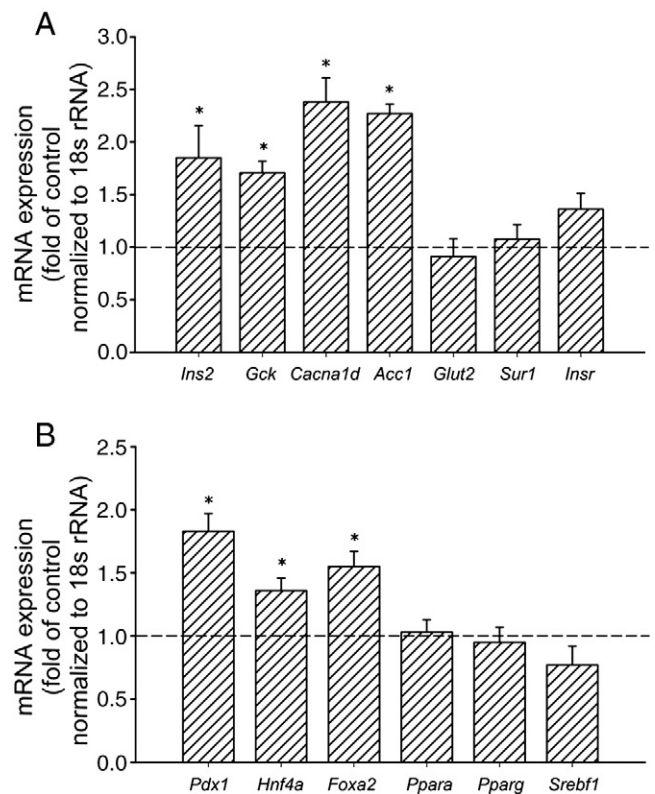 A
mRNA expression
(fold of control
normalized to 18s rRNA)
3.0
2.5
2.0
1.5
1.0
0.5
0.0
* * * *
Ins2 Gck Cacna1d Acc1 Glut2 Sur1 Insr
B
mRNA expression
(fold of control
normalized to 18s rRNA)
2.5
2.0
1.5
1.0
0.5
0.0
* * *
Pdx1 Hnf4a Foxa2 Ppara Pparg Srebf1